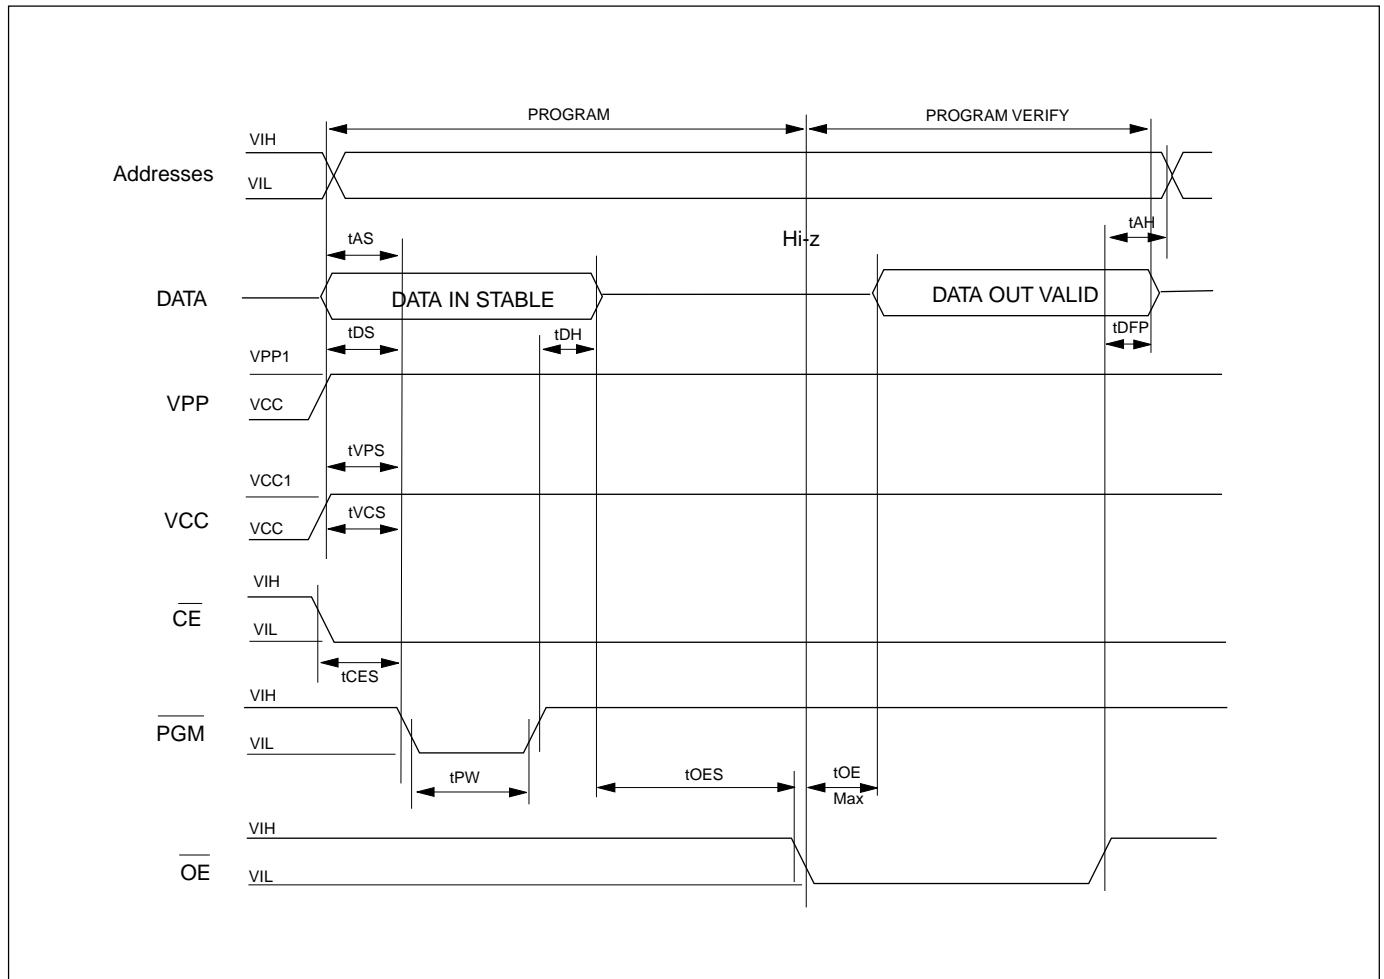 PROGRAM PROGRAM VERIFY
VIH
Addresses
VIL
tAS Hi-z tAH
DATA DATA IN STABLE DATA OUT VALID
tDS tDH tDFP
VPP1
VPP VCC
tVPS
VCC1
VCC VCC tVCS
VIH
CE
VIL
tCES
VIH
PGM
VIL
tPW tOES tOE
Max
VIH
OE
VIL